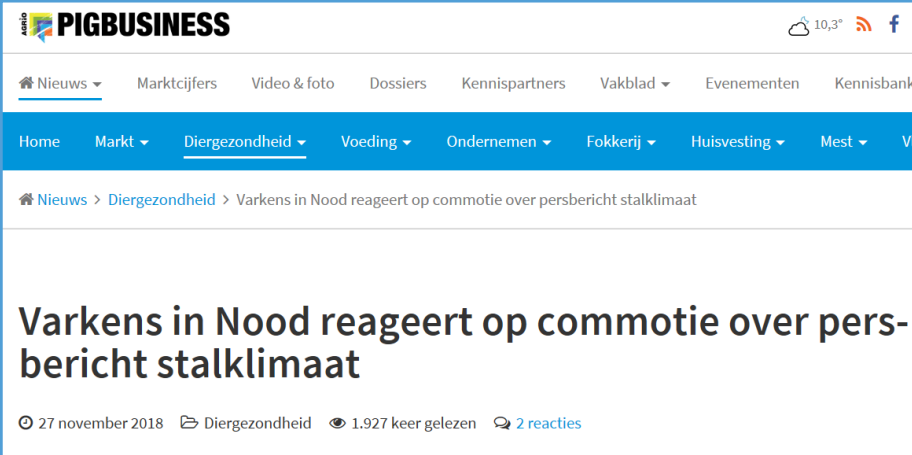 AGRIO PIGBUSINESS 10,3°
Nieuws Marktcijfers Video & foto Dossiers Kennispartners Vakblad Evenementen Kennisbank
Home Markt Diergezondheid Voeding Ondernemen Fokkerij Huisvesting Mest
Nieuws > Diergezondheid > Varkens in Nood reageert op commotie over persbericht stalklimaat
Varkens in Nood reageert op commotie over pers-
bericht stalklimaat
27 november 2018 Diergezondheid 1.927 keer gelezen 2 reacties